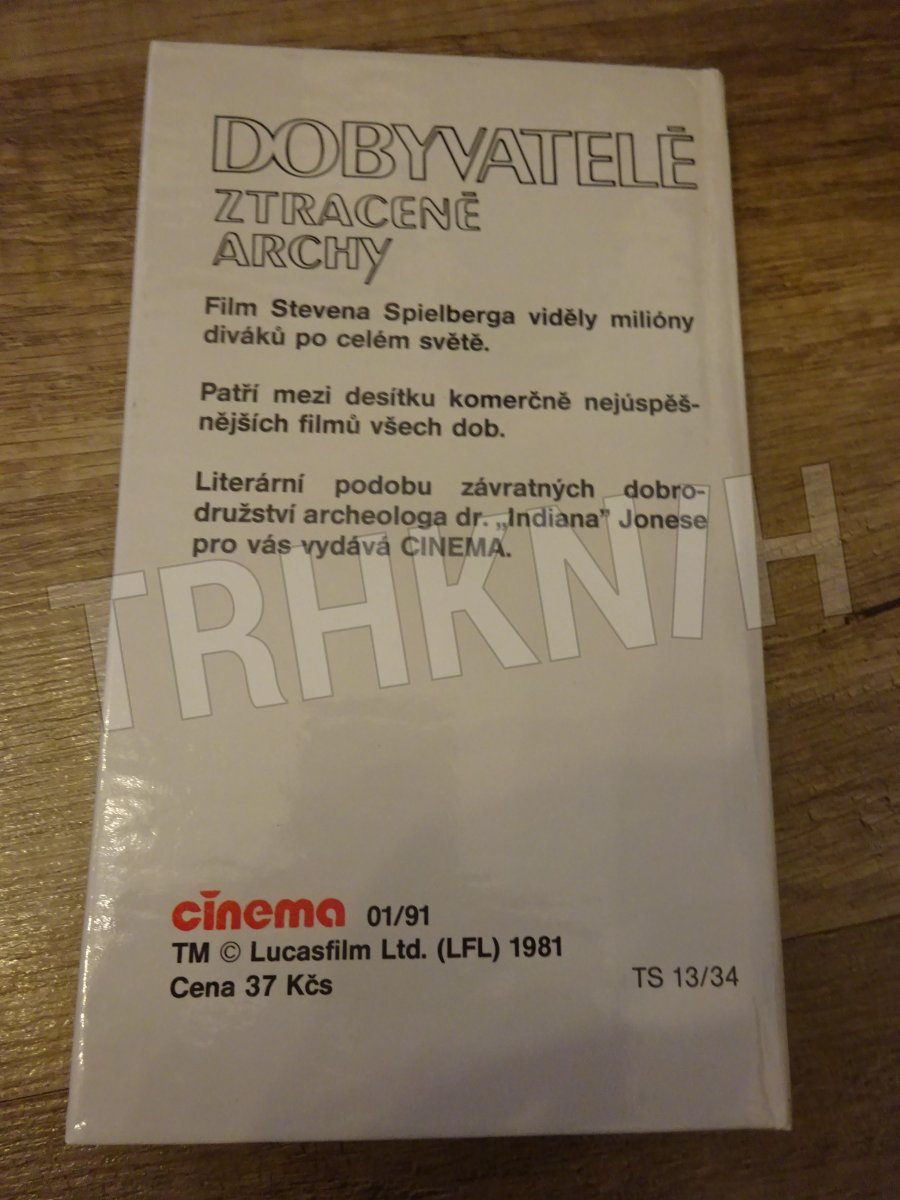 DOBYVATELÉ
ZTRACENÉ
ARCHY
Film Stevena Spielberga viděly milióny
diváků po celém světě.
Patří mezi desítku komerčně nejúspěš-
nějších filmů všech dob.
Literární podobu závratných dobro-
družství archeologa dr. „Indiana” Jonese
pro vás vydává CINEMA.
TRHKNIH
cinema 01/91
TM © Lucasfilm Ltd. (LFL) 1981
Cena 37 Kčs
TS 13/34